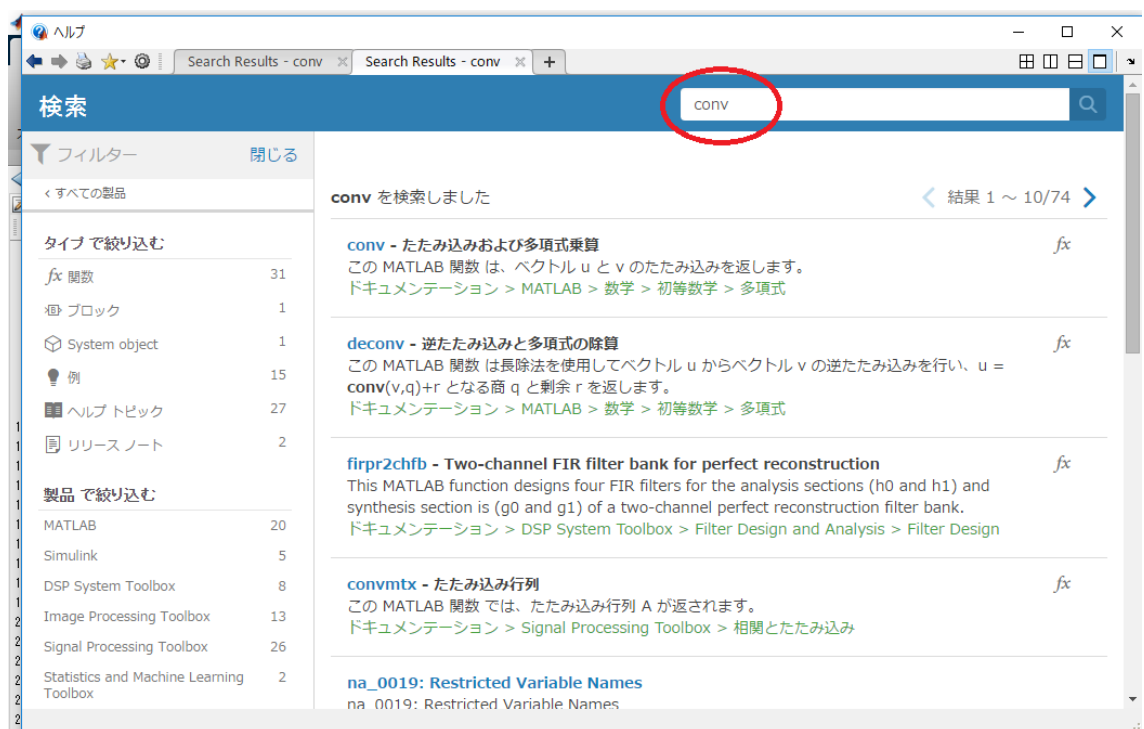 ヘルプ
Search Results - conv
Search Results - conv
検索
conv
フィルター 閉じる
< すべての製品
タイプ で絞り込む
fx 関数 31
ブロック 1
System object 1
例 15
ヘルプ トピック 27
リリース ノート 2
製品 で絞り込む
MATLAB 20
Simulink 5
DSP System Toolbox 8
Image Processing Toolbox 13
Signal Processing Toolbox 26
Statistics and Machine Learning 2
Toolbox
conv を検索しました
結果 1 ～ 10/74
conv - たたみ込みおよび多項式乗算 fx
この MATLAB 関数 は、ベクトル u と v のたたみ込みを返します。
ドキュメンテーション > MATLAB > 数学 > 初等数学 > 多項式
deconv - 逆たたみ込みと多項式の除算 fx
この MATLAB 関数 は長除法を使用してベクトル u からベクトル v の逆たたみ込みを行い、u =
conv(v,q)+r となる商 q と剰余 r を返します。
ドキュメンテーション > MATLAB > 数学 > 初等数学 > 多項式
firpr2chfb - Two-channel FIR filter bank for perfect reconstruction fx
This MATLAB function designs four FIR filters for the analysis sections (h0 and h1) and
synthesis section is (g0 and g1) of a two-channel perfect reconstruction filter bank.
ドキュメンテーション > DSP System Toolbox > Filter Design and Analysis > Filter Design
convmtx - たたみ込み行列 fx
この MATLAB 関数 では、たたみ込み行列 A が返されます。
ドキュメンテーション > Signal Processing Toolbox > 相関とたたみ込み
na_0019: Restricted Variable Names
na_0019: Restricted Variable Names